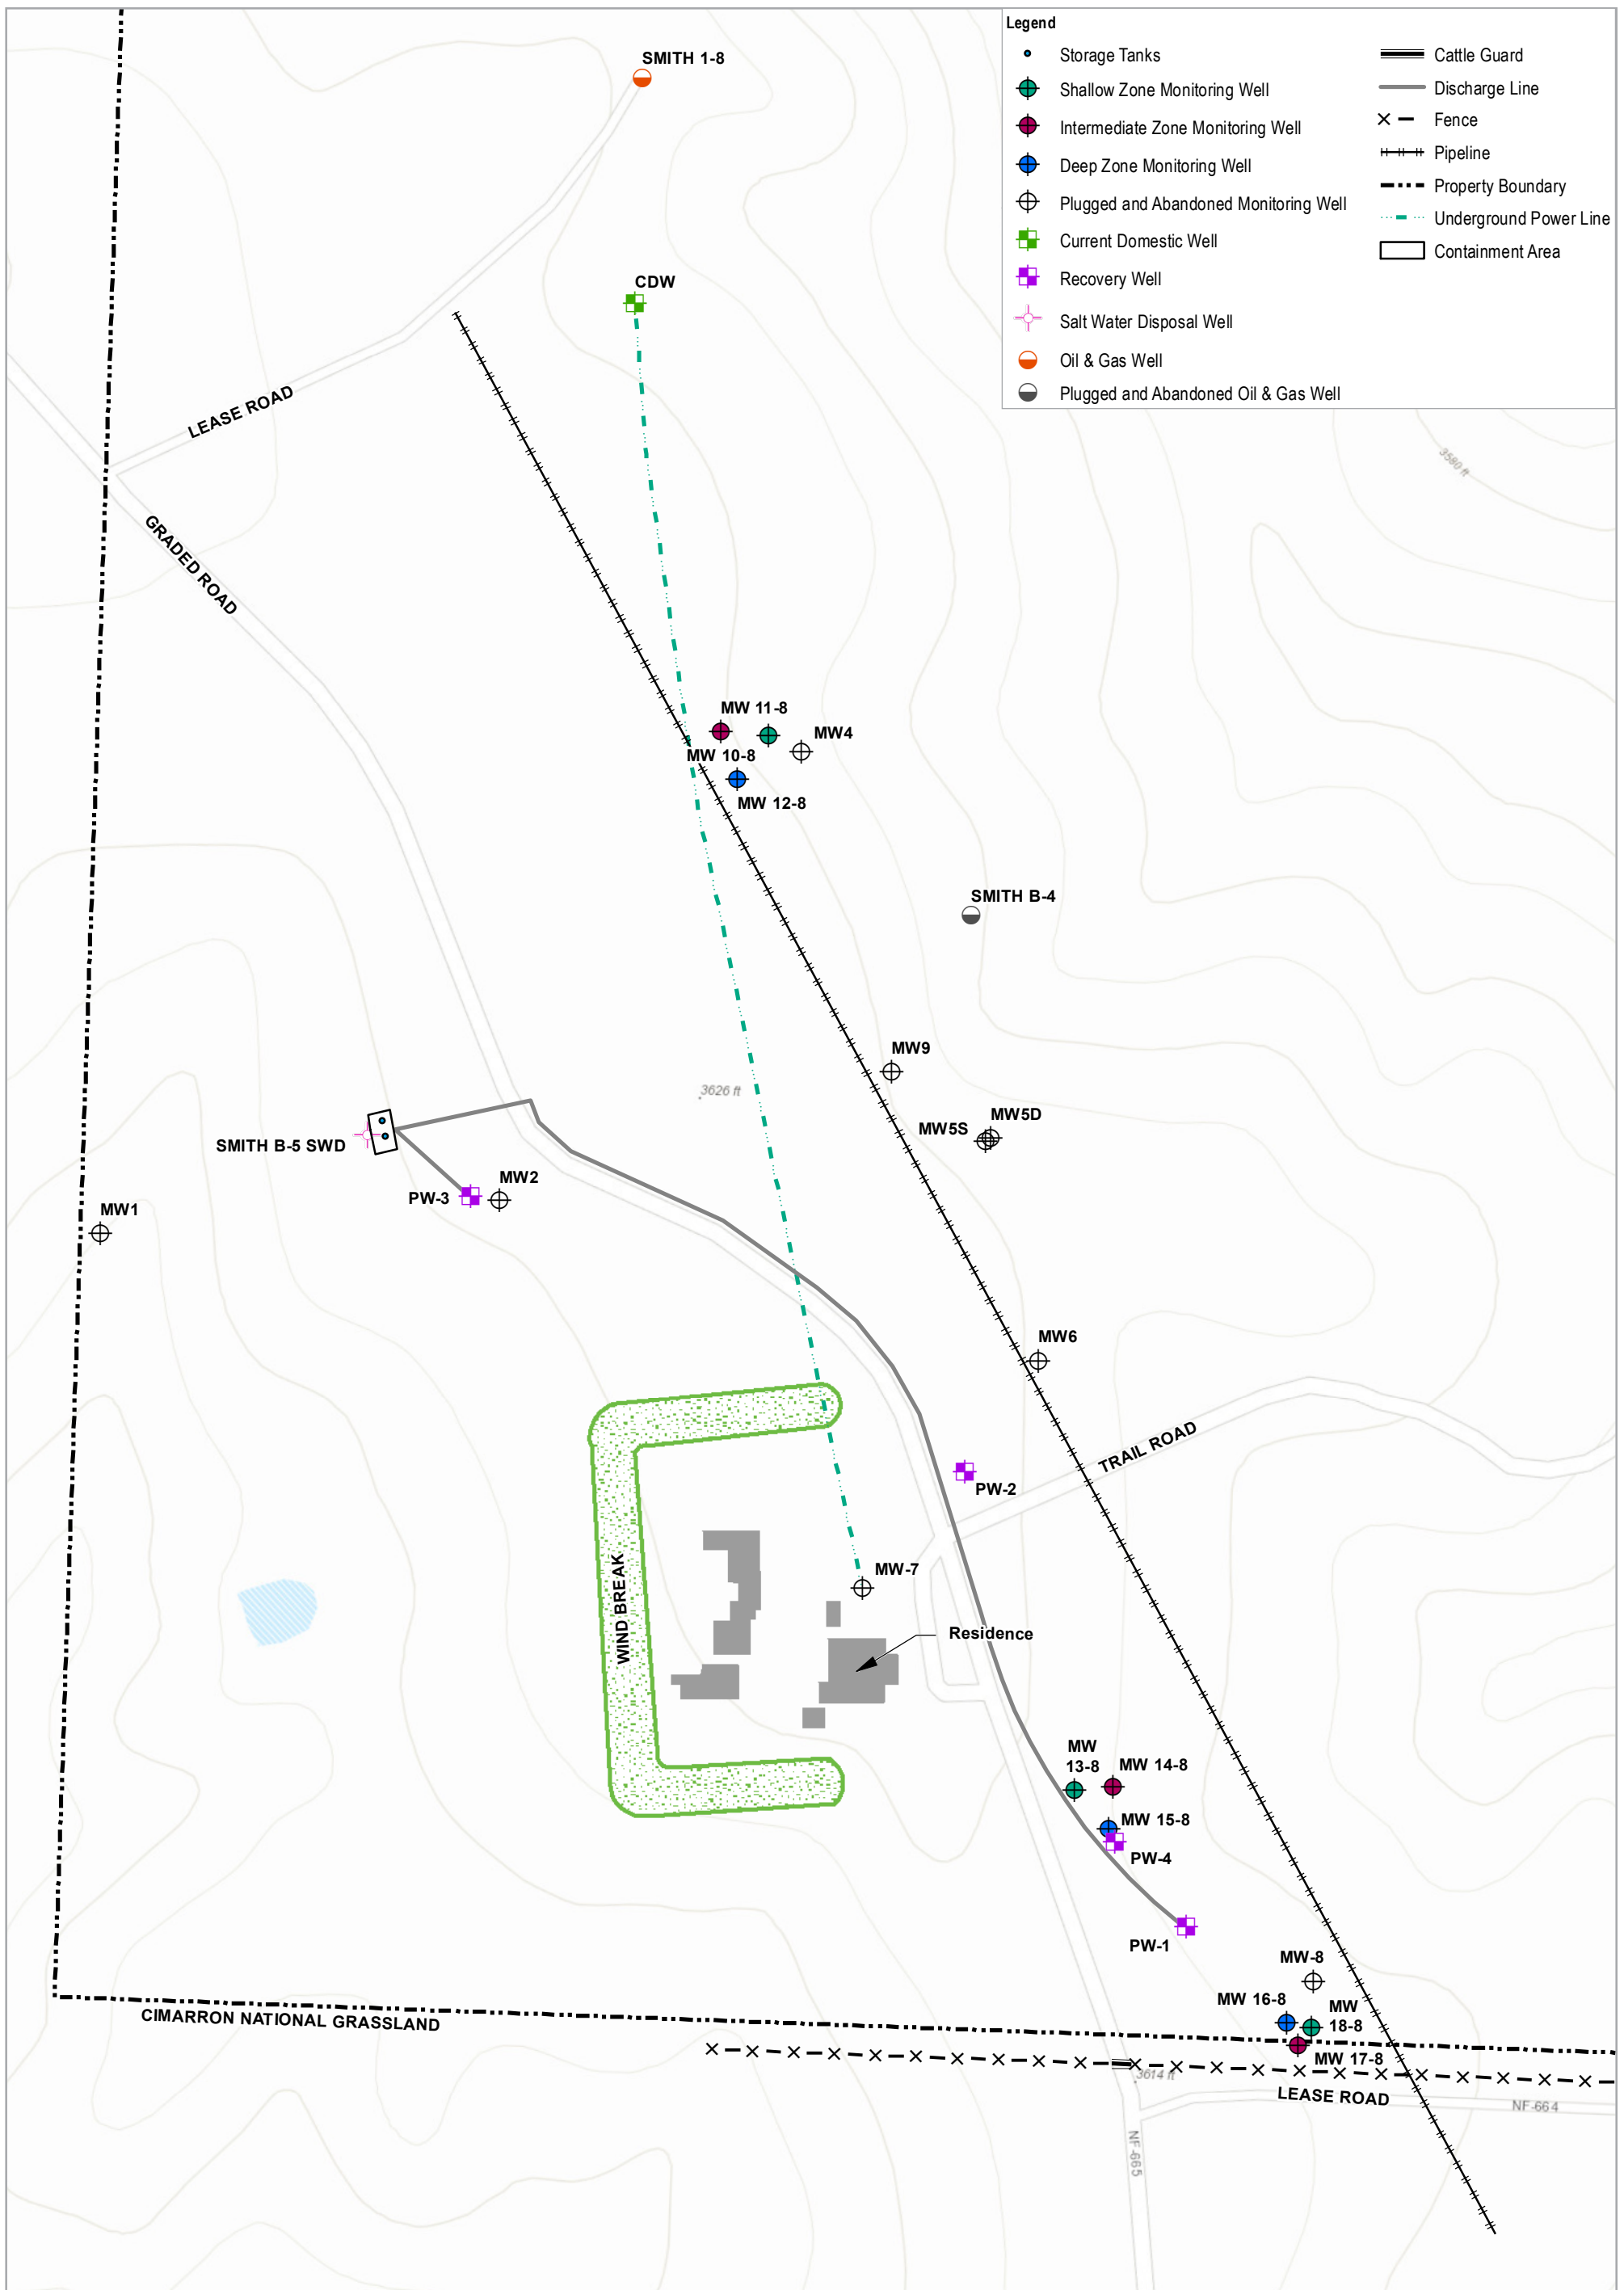 Legend
Storage Tanks
Shallow Zone Monitoring Well
Intermediate Zone Monitoring Well
Deep Zone Monitoring Well
Plugged and Abandoned Monitoring Well
Current Domestic Well
Recovery Well
Salt Water Disposal Well
Oil & Gas Well
Plugged and Abandoned Oil & Gas Well
Cattle Guard
Discharge Line
Fence
Pipeline
Property Boundary
Underground Power Line
Containment Area
SMITH 1-8
CDW
LEASE ROAD
3580 ft
GRADED ROAD
MW 11-8
MW4
MW 10-8
MW 12-8
SMITH B-4
MW9
3626 ft
MW5D
MW5S
SMITH B-5 SWD
MW2
PW-3
MW1
MW6
TRAIL ROAD
PW-2
MW-7
WIND BREAK
Residence
MW
13-8
MW 14-8
MW 15-8
PW-4
PW-1
MW-8
MW 16-8
MW
18-8
CIMARRON NATIONAL GRASSLAND
MW 17-8
3614 ft
LEASE ROAD
NF-664
NF-665